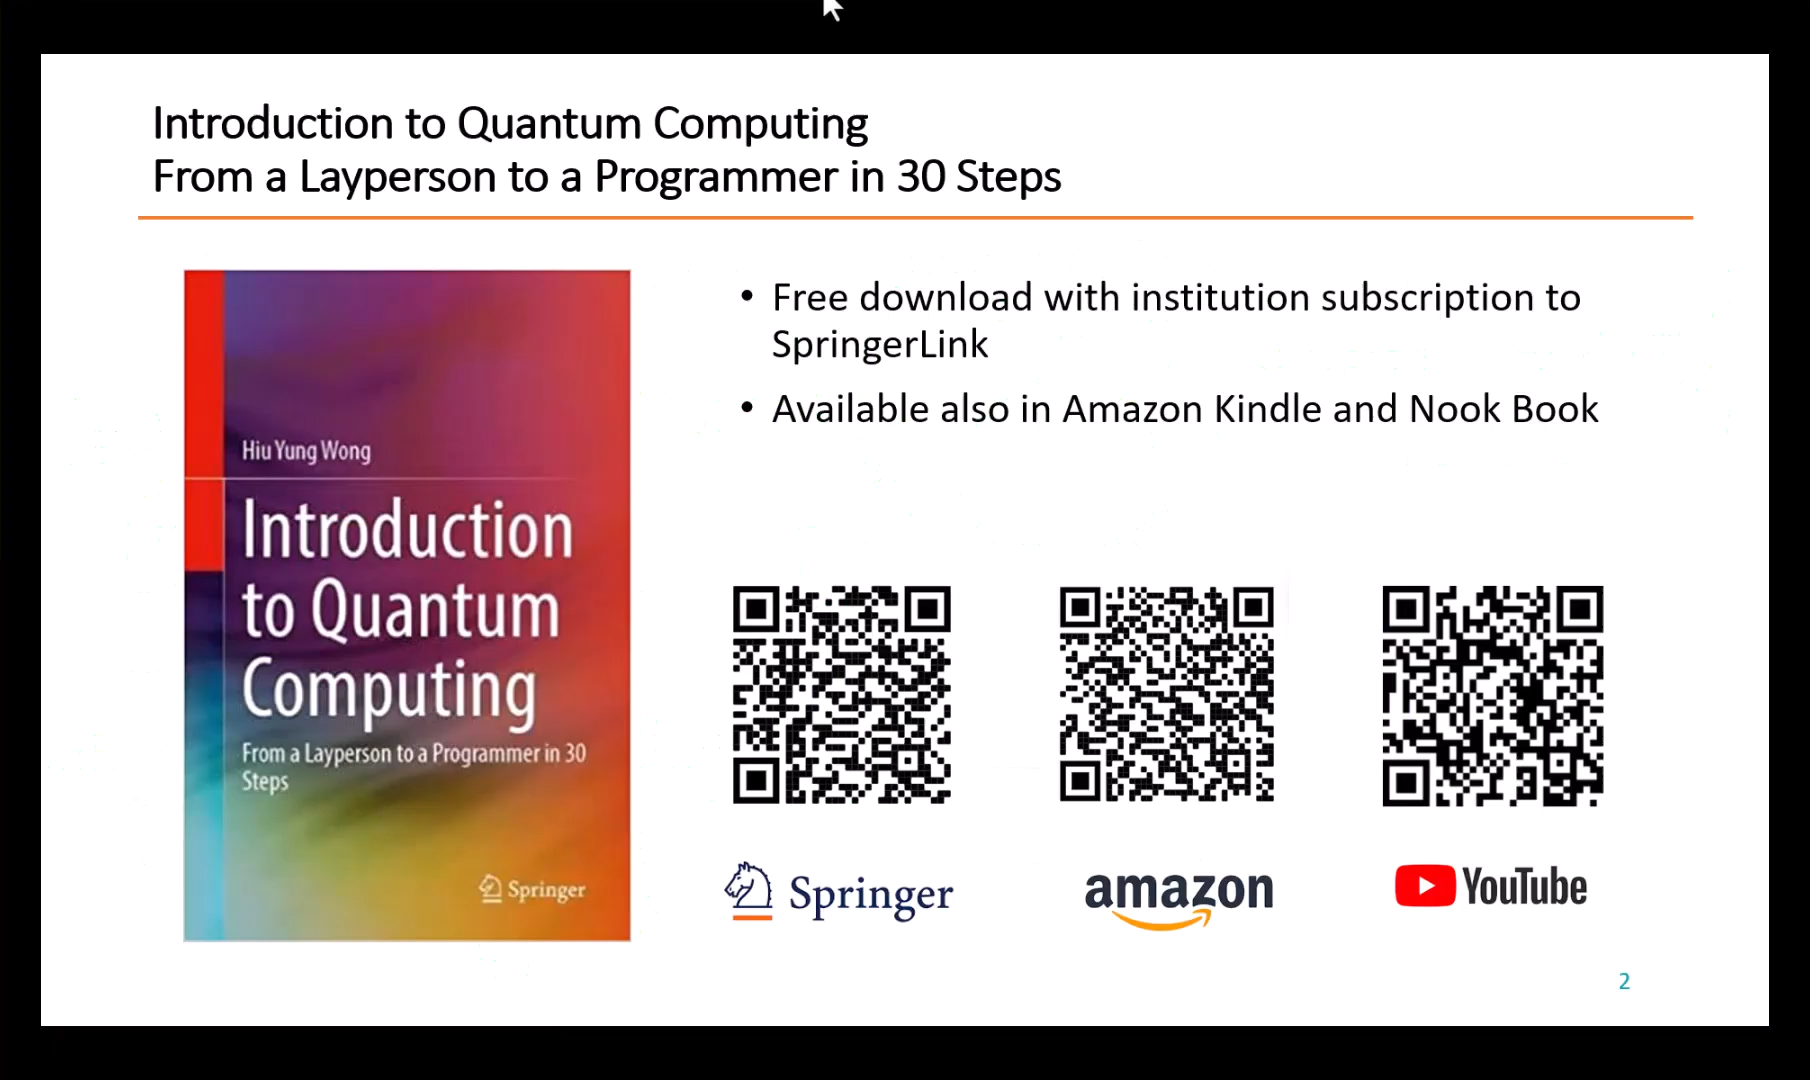 Introduction to Quantum Computing
From a Layperson to a Programmer in 30 Steps
Hiu Yung Wong
Introduction
to Quantum
Computing
From a Layperson to a Programmer in 30
Steps
Springer
• Free download with institution subscription to
SpringerLink
• Available also in Amazon Kindle and Nook Book
Springer
amazon
YouTube
2